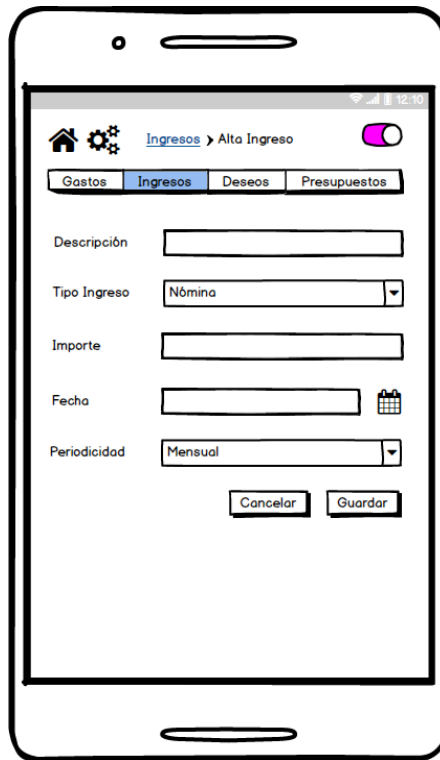 12:10
Ingresos > Alta Ingreso
Gastos Ingresos Deseos Presupuestos
Descripción
Tipo Ingreso Nómina
Importe
Fecha
Periodicidad Mensual
Cancelar Guardar